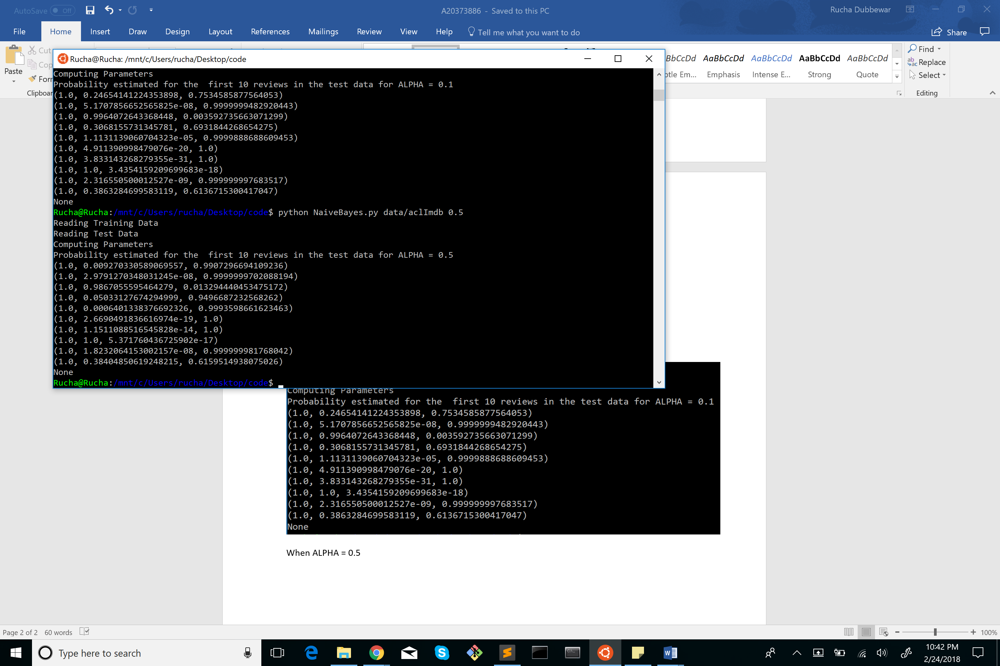 AutoSave Off
A20373886 - Saved to this PC
Rucha Dubbewar
File Home Insert Draw Design Layout References Mailings Review View Help Tell me what you want to do
Share
Paste
Cut
Cop
Forr
Clipboar
bCcDd AaBbCcDd AaBbCcDd AaBbCcDd AaBbCcDd
tle Em... Emphasis Intense E... Strong Quote
Find
Replace
Select
Editing
Rucha@Rucha: /mnt/c/Users/rucha/Desktop/code
Computing Parameters
Probability estimated for the  first 10 reviews in the test data for ALPHA = 0.1
(1.0, 0.24654141224353898, 0.7534585877564053)
(1.0, 5.1707856652565825e-08, 0.9999999482920443)
(1.0, 0.9964072643368448, 0.003592735663071299)
(1.0, 0.3068155731345781, 0.6931844268654275)
(1.0, 1.1131139060704323e-05, 0.9999888688609453)
(1.0, 4.911390998479076e-20, 1.0)
(1.0, 3.833143268279355e-31, 1.0)
(1.0, 1.0, 3.4354159209699683e-18)
(1.0, 2.316550500012527e-09, 0.999999997683517)
(1.0, 0.3863284699583119, 0.6136715300417047)
None
Rucha@Rucha:/mnt/c/Users/rucha/Desktop/code$ python NaiveBayes.py data/aclImdb 0.5
Reading Training Data
Reading Test Data
Computing Parameters
Probability estimated for the  first 10 reviews in the test data for ALPHA = 0.5
(1.0, 0.009270330589069557, 0.9907296694109236)
(1.0, 2.9791270348031245e-08, 0.9999999702088194)
(1.0, 0.9867055595464279, 0.013294440453475172)
(1.0, 0.05033127674294999, 0.9496687232568262)
(1.0, 0.0006401338376692326, 0.9993598661623463)
(1.0, 2.6690491836616974e-19, 1.0)
(1.0, 1.1511088516545828e-14, 1.0)
(1.0, 1.0, 5.371760436725902e-17)
(1.0, 1.8232064153002157e-08, 0.999999981768042)
(1.0, 0.38404850619248215, 0.6159514938075026)
None
Rucha@Rucha:/mnt/c/Users/rucha/Desktop/code$
Computing Parameters
Probability estimated for the  first 10 reviews in the test data for ALPHA = 0.1
(1.0, 0.24654141224353898, 0.7534585877564053)
(1.0, 5.1707856652565825e-08, 0.9999999482920443)
(1.0, 0.9964072643368448, 0.003592735663071299)
(1.0, 0.3068155731345781, 0.6931844268654275)
(1.0, 1.1131139060704323e-05, 0.9999888688609453)
(1.0, 4.911390998479076e-20, 1.0)
(1.0, 3.833143268279355e-31, 1.0)
(1.0, 1.0, 3.4354159209699683e-18)
(1.0, 2.316550500012527e-09, 0.999999997683517)
(1.0, 0.3863284699583119, 0.6136715300417047)
None
When ALPHA = 0.5
Page 2 of 2 60 words
100%
Type here to search
10:42 PM
2/24/2018